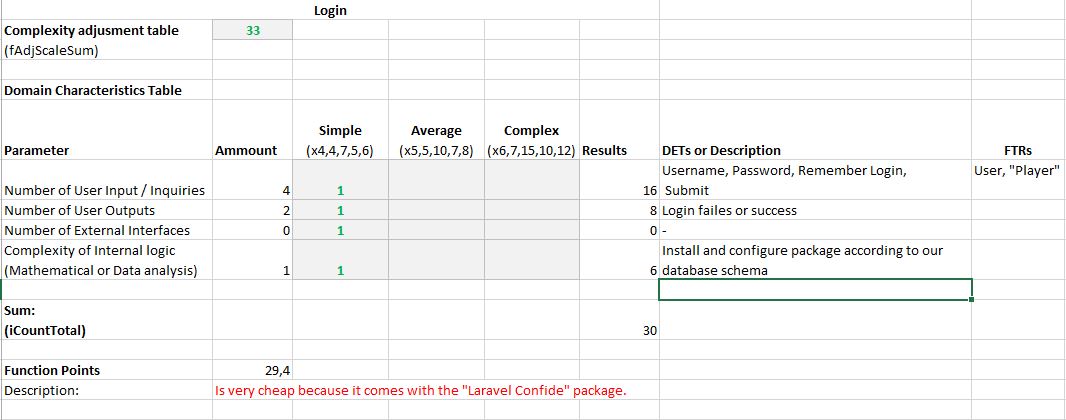 Login
Complexity adjusment table 33
(fAdjScaleSum)
Domain Characteristics Table
Simple Average Complex
Parameter Ammount (x4,4,7,5,6) (x5,5,10,7,8) (x6,7,15,10,12) Results DETs or Description FTRs
Username, Password, Remember Login, User, "Player"
Number of User Input / Inquiries 4 1 16 Submit
Number of User Outputs 2 1 8 Login failes or success
Number of External Interfaces 0 1 0 -
Complexity of Internal logic Install and configure package according to our
(Mathematical or Data analysis) 1 1 6 database schema
Sum:
(iCountTotal) 30
Function Points 29,4
Description: Is very cheap because it comes with the "Laravel Confide" package.